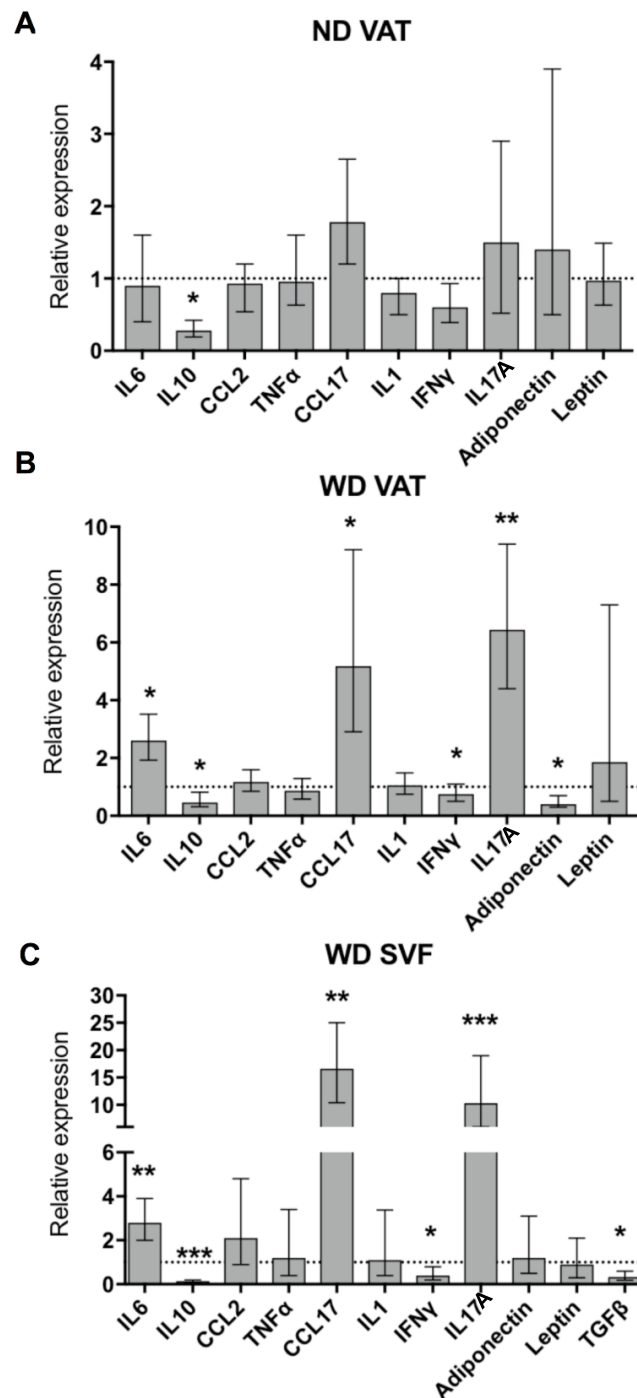 A
ND VAT
Relative expression
4
3
2
1
0
*
IL6
IL10
CCL2
TNFα
CCL17
IL1
IFNγ
IL17A
Adiponectin
Leptin
B
WD VAT
Relative expression
10
8
6
4
2
0
*
*
*
*
**
*
IL6
IL10
CCL2
TNFα
CCL17
IL1
IFNγ
IL17A
Adiponectin
Leptin
C
WD SVF
Relative expression
30
25
20
15
10
6
4
2
0
**
***
**
*
***
*
IL6
IL10
CCL2
TNFα
CCL17
IL1
IFNγ
IL17A
Adiponectin
Leptin
TGFβ